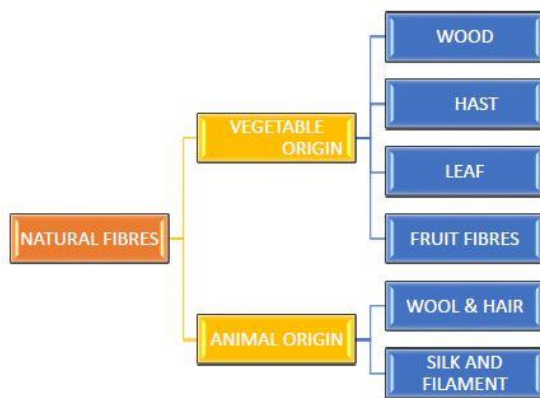 NATURAL FIBRES
VEGETABLE
ORIGIN
WOOD
HAST
LEAF
FRUIT FIBRES
ANIMAL ORIGIN
WOOL & HAIR
SILK AND
FILAMENT